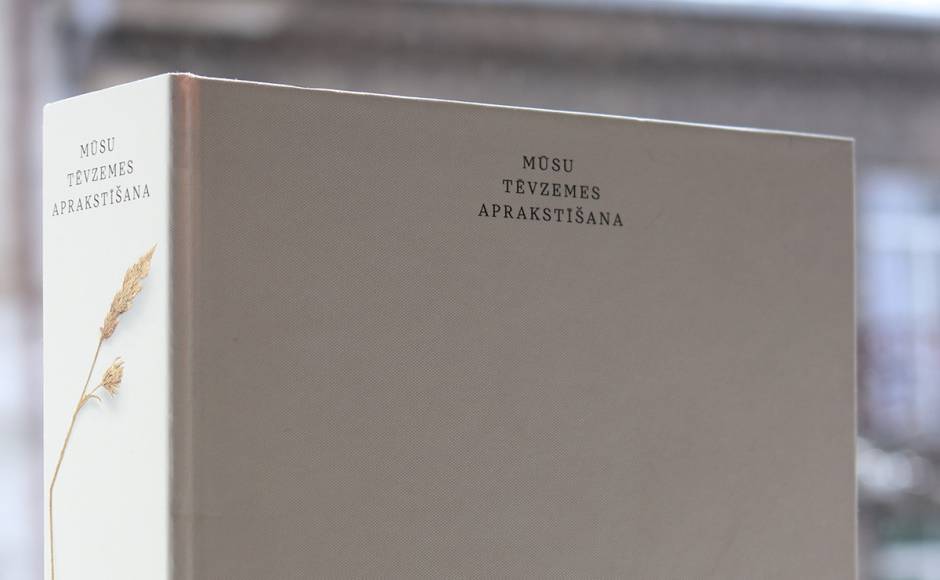 MŪSU
TĒVZEMES
APRAKSTĪŠANA
MŪSU
TĒVZEMES
APRAKSTĪŠANA